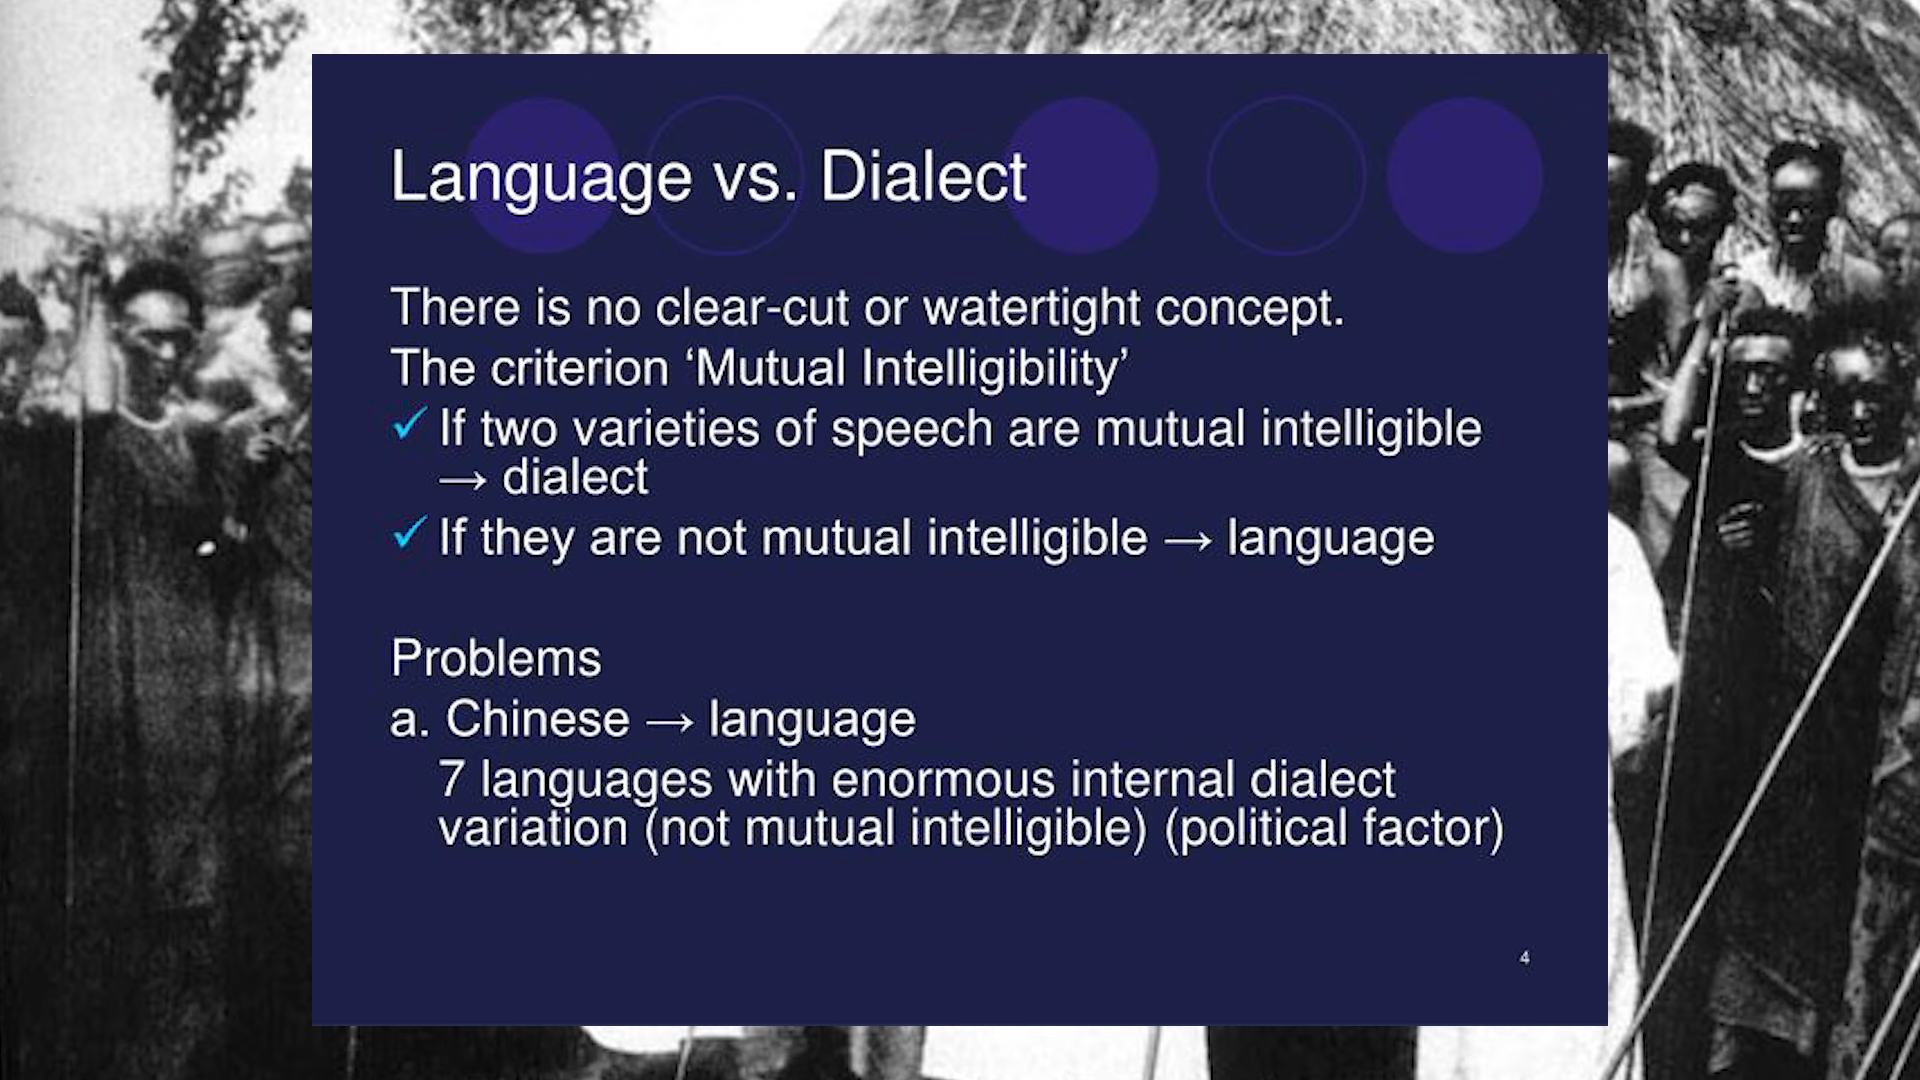 Language vs. Dialect
There is no clear-cut or watertight concept.
The criterion ‘Mutual Intelligibility’
✓ If two varieties of speech are mutual intelligible
→ dialect
✓ If they are not mutual intelligible → language
Problems
a. Chinese → language
7 languages with enormous internal dialect
variation (not mutual intelligible) (political factor)
4